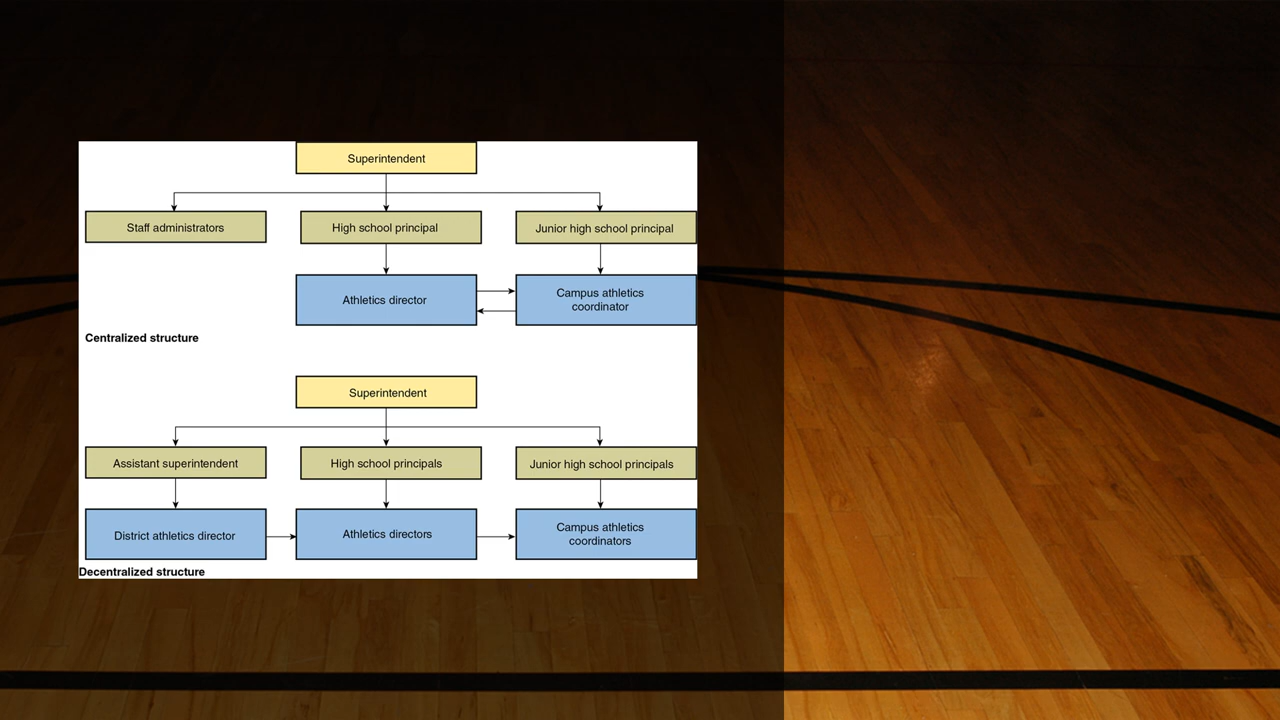 Superintendent
Staff administrators
High school principal
Junior high school principal
Athletics director
Campus athletics
coordinator
Centralized structure
Superintendent
Assistant superintendent
High school principals
Junior high school principals
District athletics director
Athletics directors
Campus athletics
coordinators
Decentralized structure